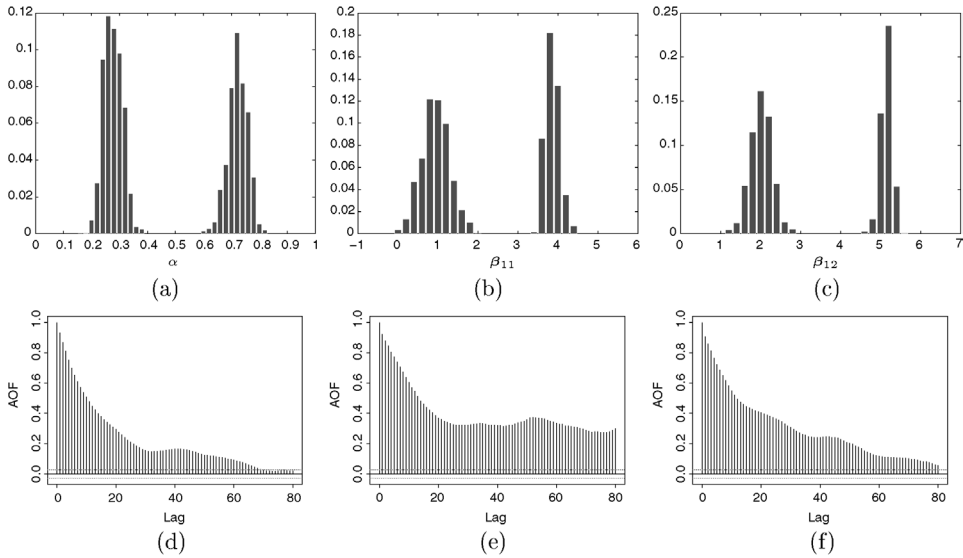 0.12
0.1
0.08
0.06
0.04
0.02
0
0 0.1 0.2 0.3 0.4 0.5 0.6 0.7 0.8 0.9 1
α
(a)
0.2
0.18
0.16
0.14
0.12
0.1
0.08
0.06
0.04
0.02
0
−1 0 1 2 3 4 5 6
β11
(b)
0.25
0.2
0.15
0.1
0.05
0
0 1 2 3 4 5 6 7
β12
(c)
AOF
1.0
0.8
0.6
0.4
0.2
0.0
0 20 40 60 80
Lag
(d)
AOF
1.0
0.8
0.6
0.4
0.2
0.0
0 20 40 60 80
Lag
(e)
AOF
1.0
0.8
0.6
0.4
0.2
0.0
0 20 40 60 80
Lag
(f)